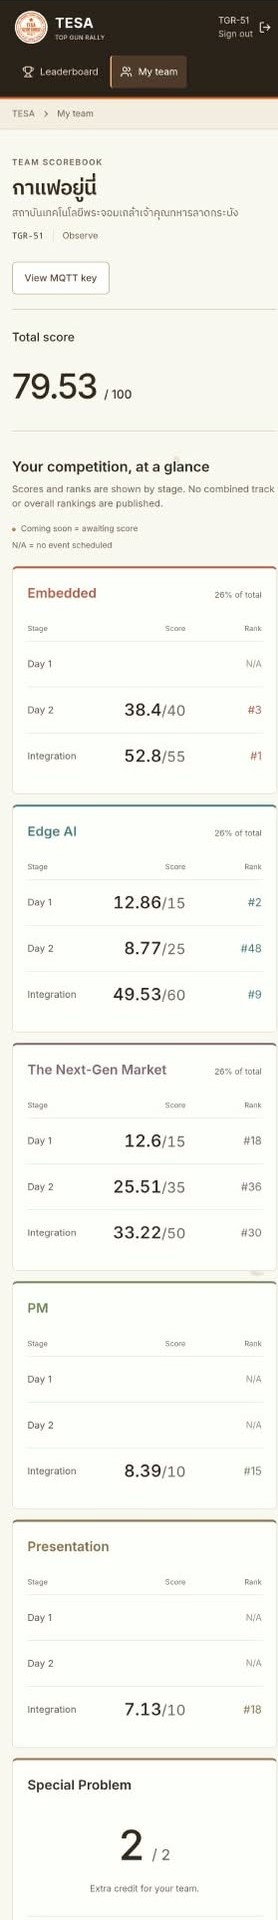 TESA
TOP GUN RALLY
TGR-51
Sign out
Leaderboard
My team
TESA > My team
TEAM SCOREBOOK
กาแฟอยู่นี่
สถาบันเทคโนโลยีพระจอมเกล้าเจ้าคุณทหารลาดกระบัง
TGR-51 Observe
View MQTT key
Total score
79.53 / 100
Your competition, at a glance
Scores and ranks are shown by stage. No combined track
or overall rankings are published.
Coming soon = awaiting score
N/A = no event scheduled
Embedded 26% of total
Stage Score Rank
Day 1 N/A
Day 2 38.4/40 #3
Integration 52.8/55 #1
Edge AI 26% of total
Stage Score Rank
Day 1 12.86/15 #2
Day 2 8.77/25 #48
Integration 49.53/60 #9
The Next-Gen Market 26% of total
Stage Score Rank
Day 1 12.6/15 #18
Day 2 25.51/35 #36
Integration 33.22/50 #30
PM
Stage Score Rank
Day 1 N/A
Day 2 N/A
Integration 8.39/10 #15
Presentation
Stage Score Rank
Day 1 N/A
Day 2 N/A
Integration 7.13/10 #18
Special Problem
2 / 2
Extra credit for your team.